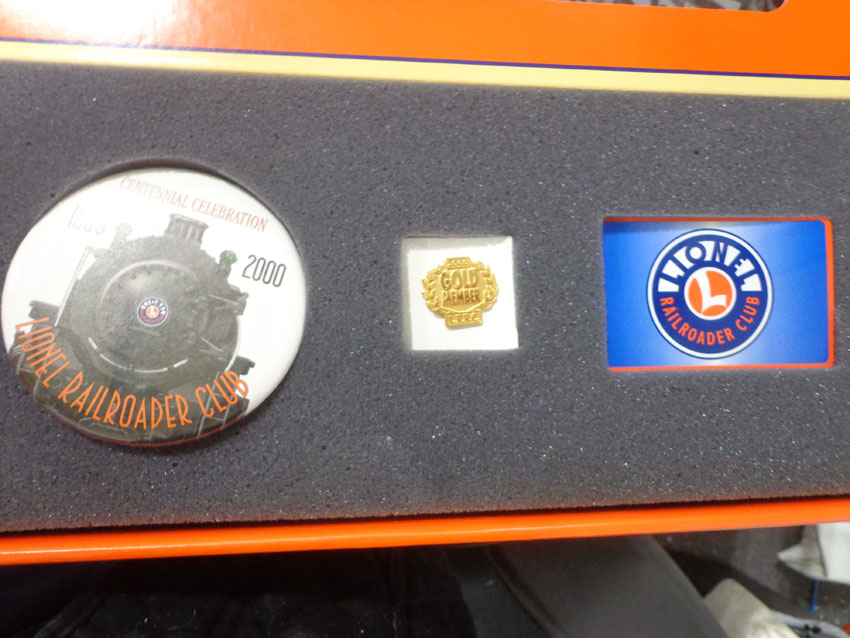 CENTENNIAL CELEBRATION
2000
LIONEL RAILROADER CLUB
GOLD
MEMBER
LIONEL
L
RAILROADER CLUB